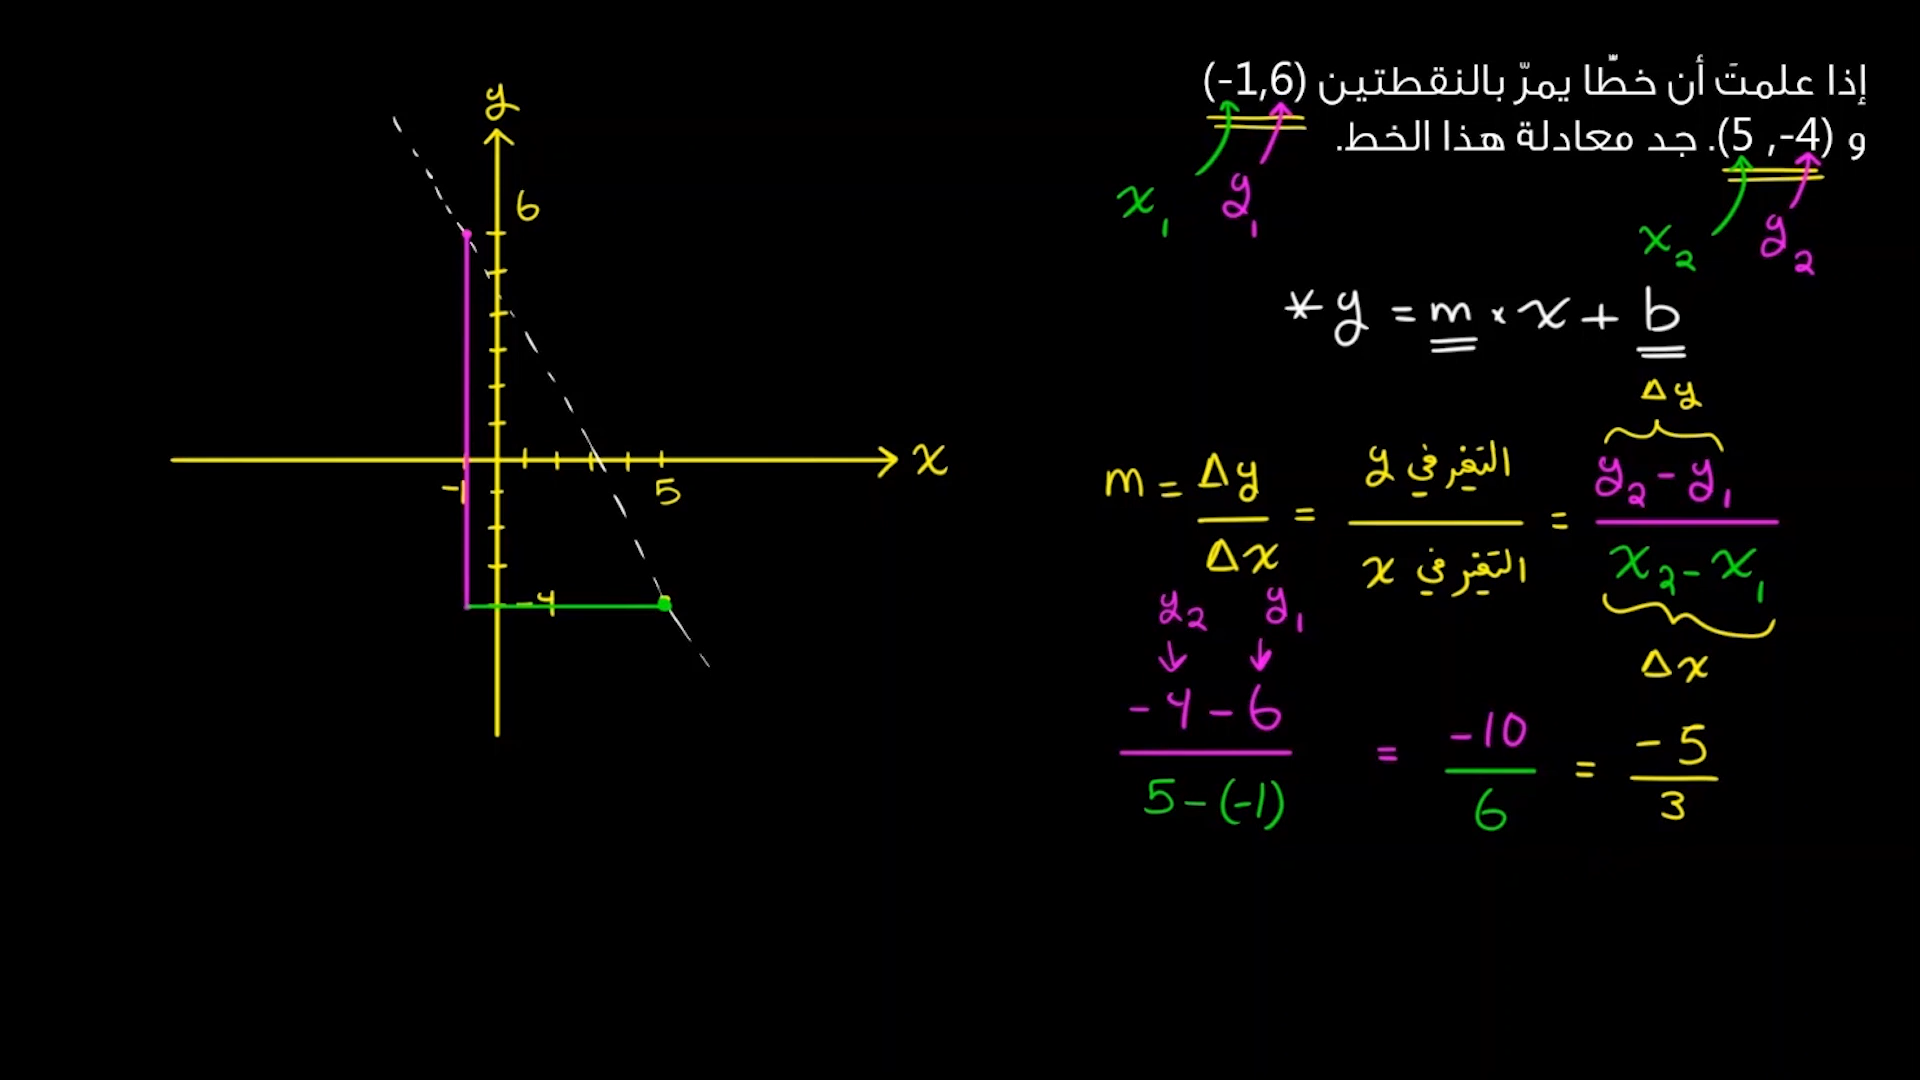 إذا علمتَ أن خطًّا يمرّ بالنقطتين (-1,6)
و (5 ,-4). جد معادلة هذا الخط.
x₁ y₁
x₂ y₂
* y = m × x + b
Δy
m = Δy/Δx = التغير في y / التغير في x = y₂ - y₁ / x₂ - x₁
Δx
y₂ y₁
-4 - 6 / 5 - (-1) = -10/6 = -5/3
y
6
x
-1
5
-4